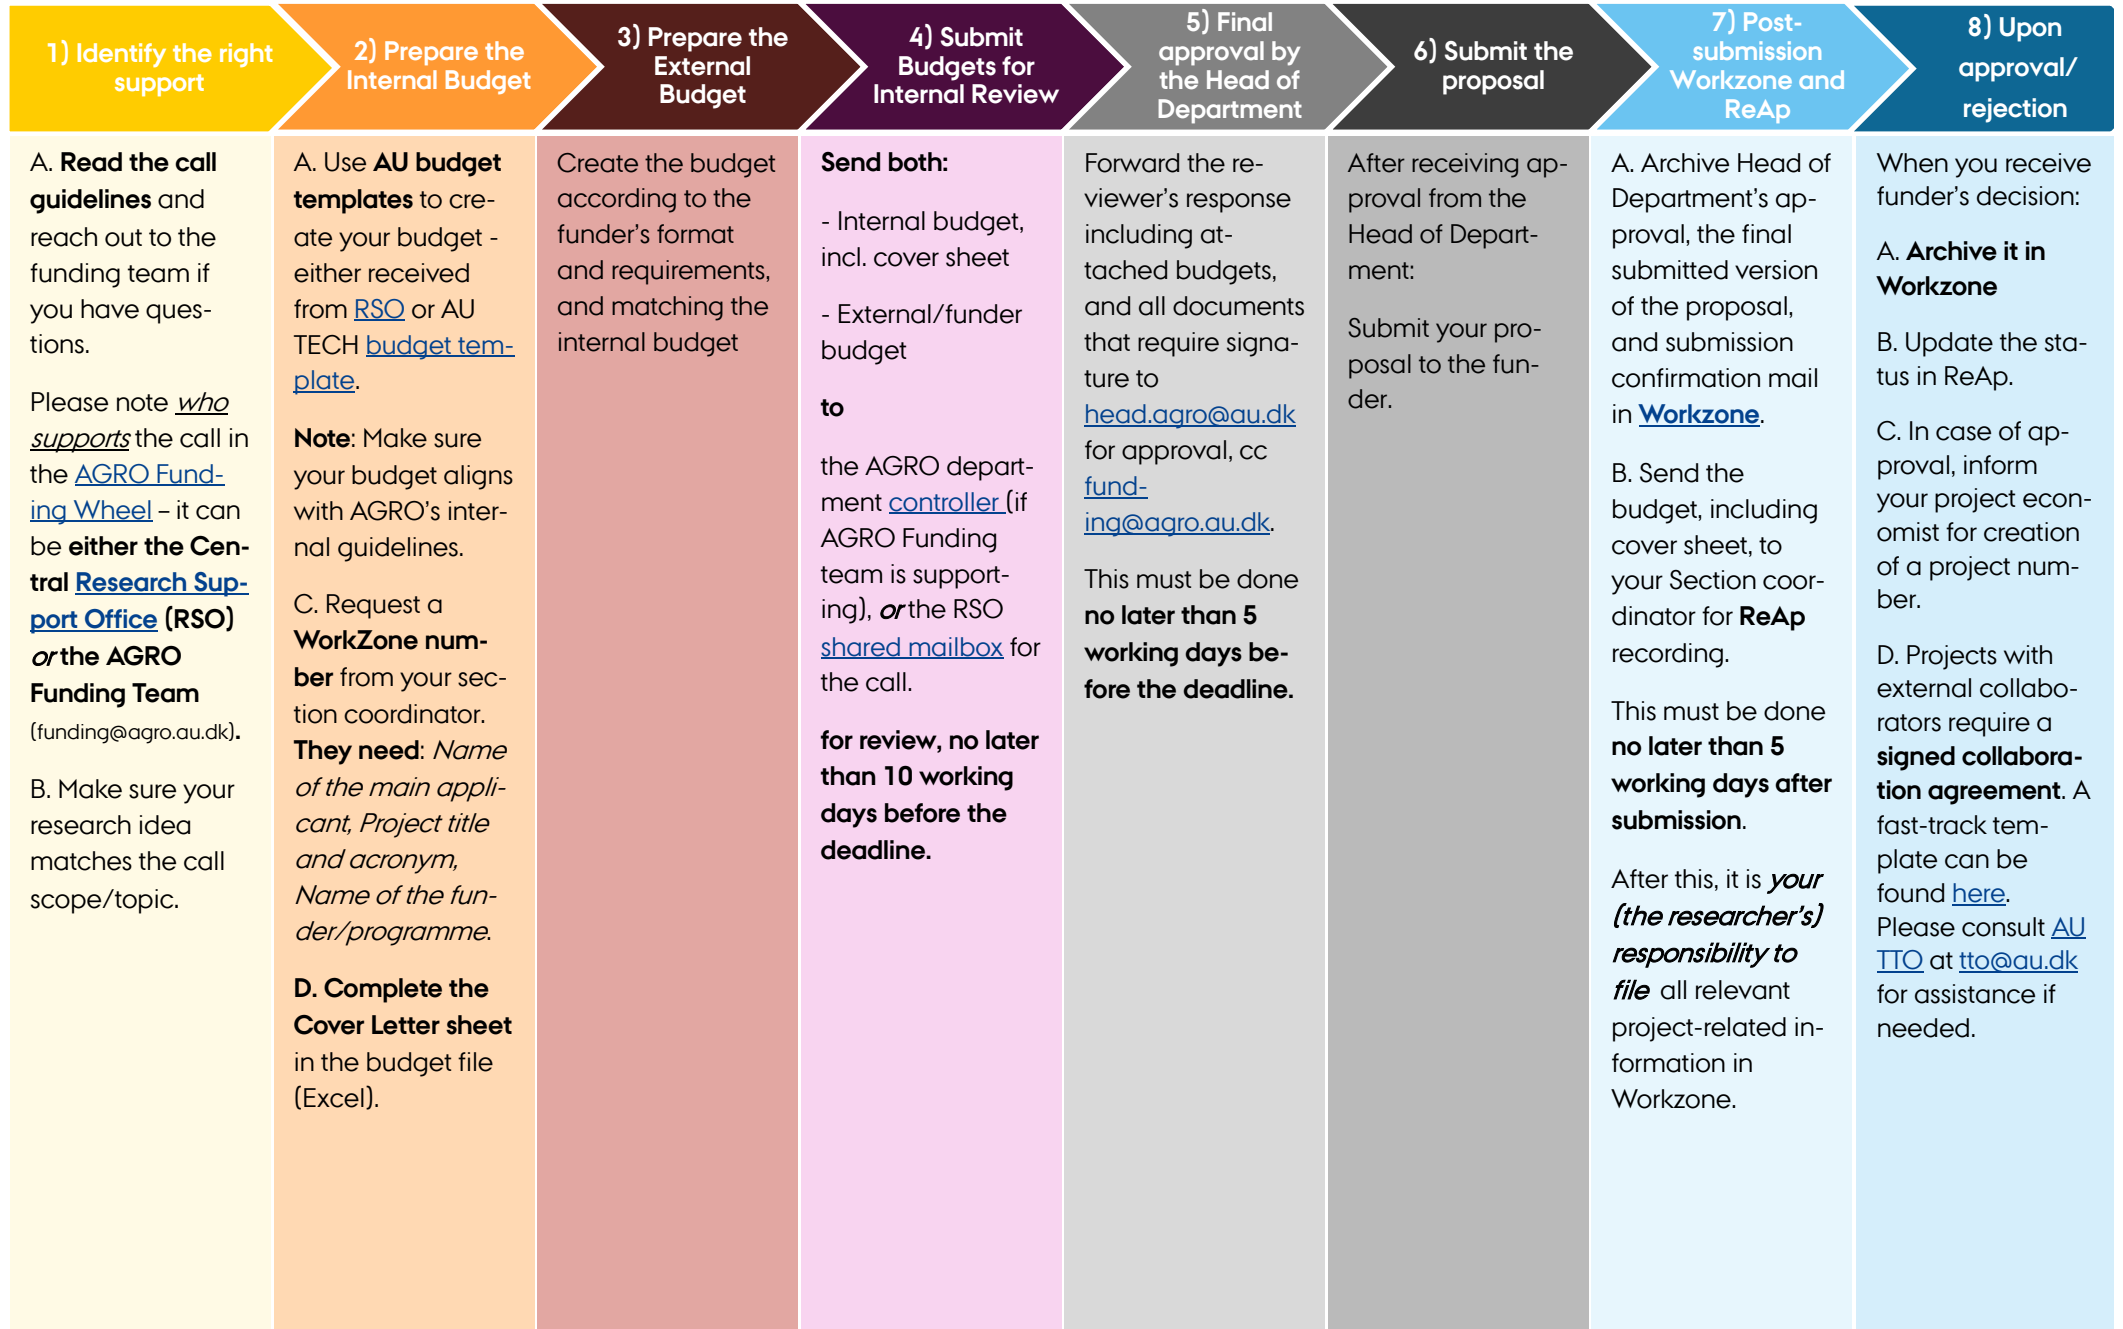 1) Identify the right
support
2) Prepare the
Internal Budget
3) Prepare the
External
Budget
4) Submit
Budgets for
Internal Review
5) Final
approval by
the Head of
Department
6) Submit the
proposal
7) Post-
submission
Workzone and
ReAp
8) Upon
approval/
rejection
A. Read the call
guidelines and
reach out to the
funding team if
you have ques-
tions.
Please note who
supports the call in
the AGRO Fund-
ing Wheel – it can
be either the Cen-
tral Research Sup-
port Office (RSO)
or the AGRO
Funding Team
(funding@agro.au.dk).
B. Make sure your
research idea
matches the call
scope/topic.
A. Use AU budget
templates to cre-
ate your budget -
either received
from RSO or AU
TECH budget tem-
plate.
Note: Make sure
your budget aligns
with AGRO's inter-
nal guidelines.
C. Request a
WorkZone num-
ber from your sec-
tion coordinator.
They need: Name
of the main appli-
cant, Project title
and acronym,
Name of the fun-
der/programme.
D. Complete the
Cover Letter sheet
in the budget file
(Excel).
Create the budget
according to the
funder's format
and requirements,
and matching the
internal budget
Send both:
- Internal budget,
incl. cover sheet
- External/funder
budget
to
the AGRO depart-
ment controller (if
AGRO Funding
team is support-
ing), or the RSO
shared mailbox for
the call.
for review, no later
than 10 working
days before the
deadline.
Forward the re-
viewer's response
including at-
tached budgets,
and all documents
that require signa-
ture to
head.agro@au.dk
for approval, cc
fund-
ing@agro.au.dk.
This must be done
no later than 5
working days be-
fore the deadline.
After receiving ap-
proval from the
Head of Depart-
ment:
Submit your pro-
posal to the fun-
der.
A. Archive Head of
Department's ap-
proval, the final
submitted version
of the proposal,
and submission
confirmation mail
in Workzone.
B. Send the
budget, including
cover sheet, to
your Section coor-
dinator for ReAp
recording.
This must be done
no later than 5
working days after
submission.
After this, it is your
(the researcher's)
responsibility to
file all relevant
project-related in-
formation in
Workzone.
When you receive
funder's decision:
A. Archive it in
Workzone
B. Update the sta-
tus in ReAp.
C. In case of ap-
proval, inform
your project econ-
omist for creation
of a project num-
ber.
D. Projects with
external collabo-
rators require a
signed collabora-
tion agreement. A
fast-track tem-
plate can be
found here.
Please consult AU
TTO at tto@au.dk
for assistance if
needed.